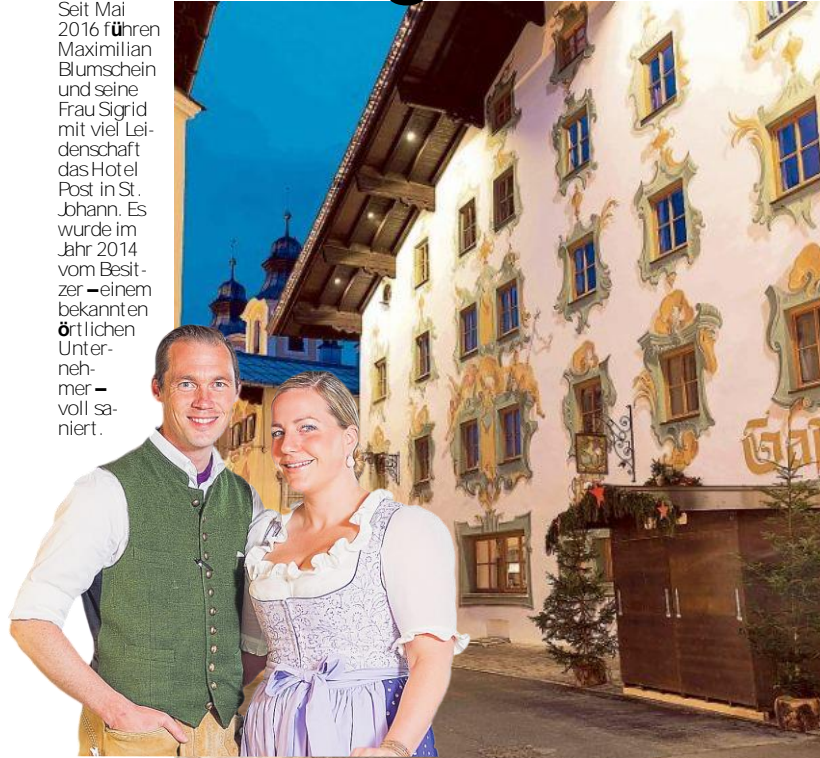 Seit Mai
2016 führen
Maximilian
Blumschein
und seine
Frau Sigrid
mit viel Lei-
denschaft
das Hotel
Post in St.
Johann. Es
wurde im
Jahr 2014
vom Besit-
zer – einem
bekannten
örtlichen
Unter-
neh-
mer –
voll sa-
niert.